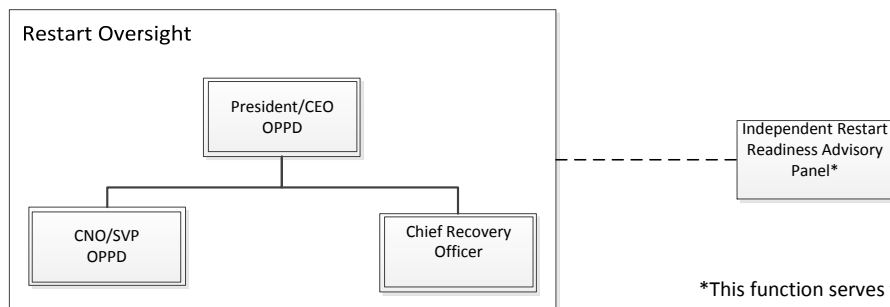 Restart Oversight
President/CEO
OPPD
Independent Restart
Readiness Advisory
Panel*
CNO/SVP
OPPD
Chief Recovery
Officer
*This function serves